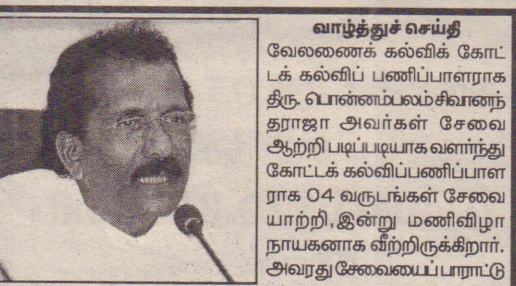 வாழ்த்துச் செய்தி
வேலணைக் கல்விக் கோட்
டக் கல்விப் பணிப்பாளராக
திரு. பொன்னம்பலம் சிவானந்
தராஜா அவர்கள் சேவை
ஆற்றி படிப்படியாக வளர்ந்து
கோட்டக் கல்விப்பணிப்பாள
ராக 04 வருடங்கள் சேவை
யாற்றி, இன்று மணிவிழா
நாயகனாக வீற்றிருக்கிறார்.
அவரது சேவையைப் பாராட்டு